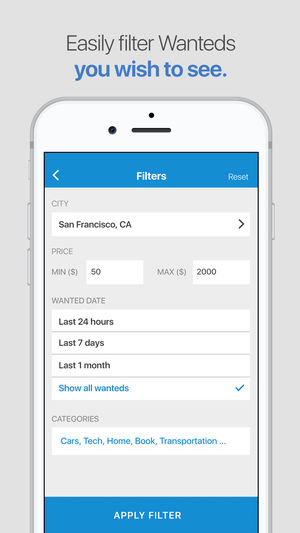 Easily filter Wanteds
you wish to see.
Filters
Reset
CITY
San Francisco, CA
PRICE
MIN ($) 50 MAX ($) 2000
WANTED DATE
Last 24 hours
Last 7 days
Last 1 month
Show all wanteds
CATEGORIES
Cars, Tech, Home, Book, Transportation ...
APPLY FILTER